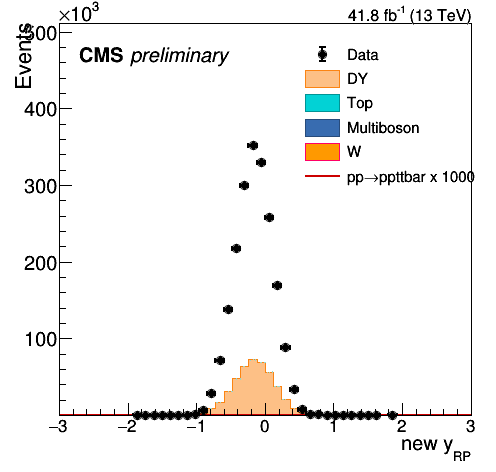 ×10³
41.8 fb⁻¹ (13 TeV)
Events
CMS preliminary
Data
DY
Top
Multiboson
W
pp→ppttbar x 1000
500
400
300
200
100
−3 −2 −1 0 1 2 3
new y_RP